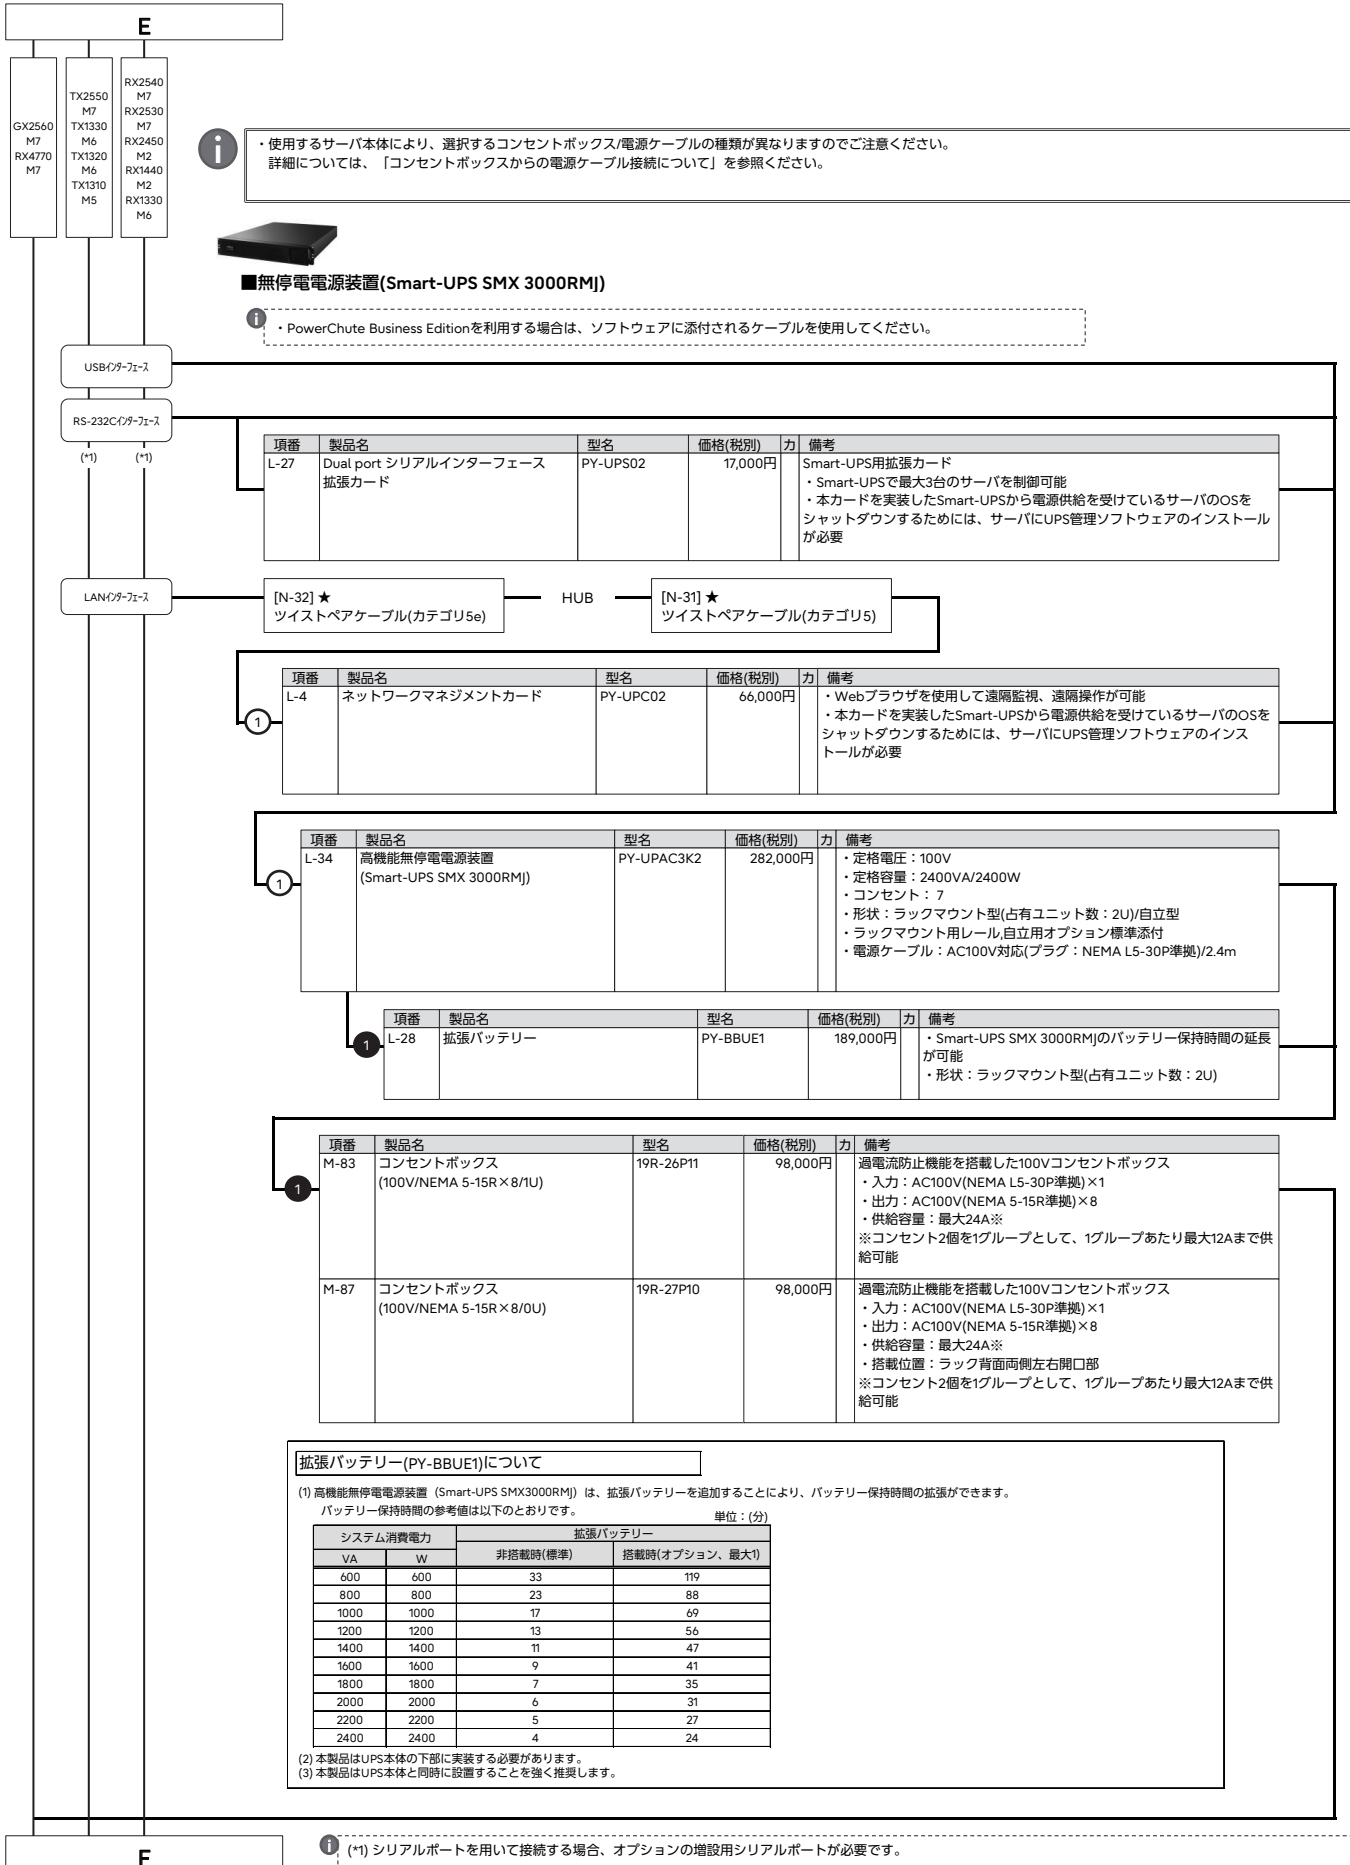 E
GX2560
M7
RX4770
M7
TX2550
M7
TX1330
M6
TX1320
M6
TX1310
M5
RX2540
M7
RX2530
M7
RX2450
M2
RX1440
M2
RX1330
M6
・使用するサーバ本体により、選択するコンセントボックス/電源ケーブルの種類が異なりますのでご注意ください。
詳細については、「コンセントボックスからの電源ケーブル接続について」を参照ください。
■無停電電源装置(Smart-UPS SMX 3000RMJ)
・PowerChute Business Editionを利用する場合は、ソフトウェアに添付されるケーブルを使用してください。
USBインターフェース
RS-232Cインターフェース
(*1) (*1)
項番 製品名 型名 価格(税別) カ 備考
L-27 Dual port シリアルインターフェース PY-UPS02 17,000円 Smart-UPS用拡張カード
拡張カード ・Smart-UPSで最大3台のサーバを制御可能
・本カードを実装したSmart-UPSから電源供給を受けているサーバのOSを
シャットダウンするためには、サーバにUPS管理ソフトウェアのインストール
が必要
LANインターフェース
[N-32] ★
ツイストペアケーブル(カテゴリ5e)
HUB
[N-31] ★
ツイストペアケーブル(カテゴリ5)
項番 製品名 型名 価格(税別) カ 備考
1 L-4 ネットワークマネジメントカード PY-UPC02 66,000円 ・Webブラウザを使用して遠隔監視、遠隔操作が可能
・本カードを実装したSmart-UPSから電源供給を受けているサーバのOSを
シャットダウンするためには、サーバにUPS管理ソフトウェアのインス
トールが必要
項番 製品名 型名 価格(税別) カ 備考
1 L-34 高機能無停電電源装置 PY-UPAC3K2 282,000円 ・定格電圧：100V
(Smart-UPS SMX 3000RMJ) ・定格容量：2400VA/2400W
・コンセント： 7
・形状：ラックマウント型(占有ユニット数：2U)/自立型
・ラックマウント用レール,自立用オプション標準添付
・電源ケーブル：AC100V対応(プラグ：NEMA L5-30P準拠)/2.4m
項番 製品名 型名 価格(税別) カ 備考
1 L-28 拡張バッテリー PY-BBUE1 189,000円 ・Smart-UPS SMX 3000RMJのバッテリー保持時間の延長
が可能
・形状：ラックマウント型(占有ユニット数：2U)
項番 製品名 型名 価格(税別) カ 備考
1 M-83 コンセントボックス 19R-26P11 98,000円 過電流防止機能を搭載した100Vコンセントボックス
(100V/NEMA 5-15R×8/1U) ・入力：AC100V(NEMA L5-30P準拠)×1
・出力：AC100V(NEMA 5-15R準拠)×8
・供給容量：最大24A※
※コンセント2個を1グループとして、1グループあたり最大12Aまで供
給可能
M-87 コンセントボックス 19R-27P10 98,000円 過電流防止機能を搭載した100Vコンセントボックス
(100V/NEMA 5-15R×8/0U) ・入力：AC100V(NEMA L5-30P準拠)×1
・出力：AC100V(NEMA 5-15R準拠)×8
・供給容量：最大24A※
・搭載位置：ラック背面両側左右開口部
※コンセント2個を1グループとして、1グループあたり最大12Aまで供
給可能
拡張バッテリー(PY-BBUE1)について
(1) 高機能無停電電源装置（Smart-UPS SMX3000RMJ）は、拡張バッテリーを追加することにより、バッテリー保持時間の拡張ができます。
バッテリー保持時間の参考値は以下のとおりです。
単位：(分)
システム消費電力 拡張バッテリー
VA W 非搭載時(標準) 搭載時(オプション、最大1)
600 600 33 119
800 800 23 88
1000 1000 17 69
1200 1200 13 56
1400 1400 11 47
1600 1600 9 41
1800 1800 7 35
2000 2000 6 31
2200 2200 5 27
2400 2400 4 24
(2) 本製品はUPS本体の下部に実装する必要があります。
(3) 本製品はUPS本体と同時に設置することを強く推奨します。
F
(*1) シリアルポートを用いて接続する場合、オプションの増設用シリアルポートが必要です。